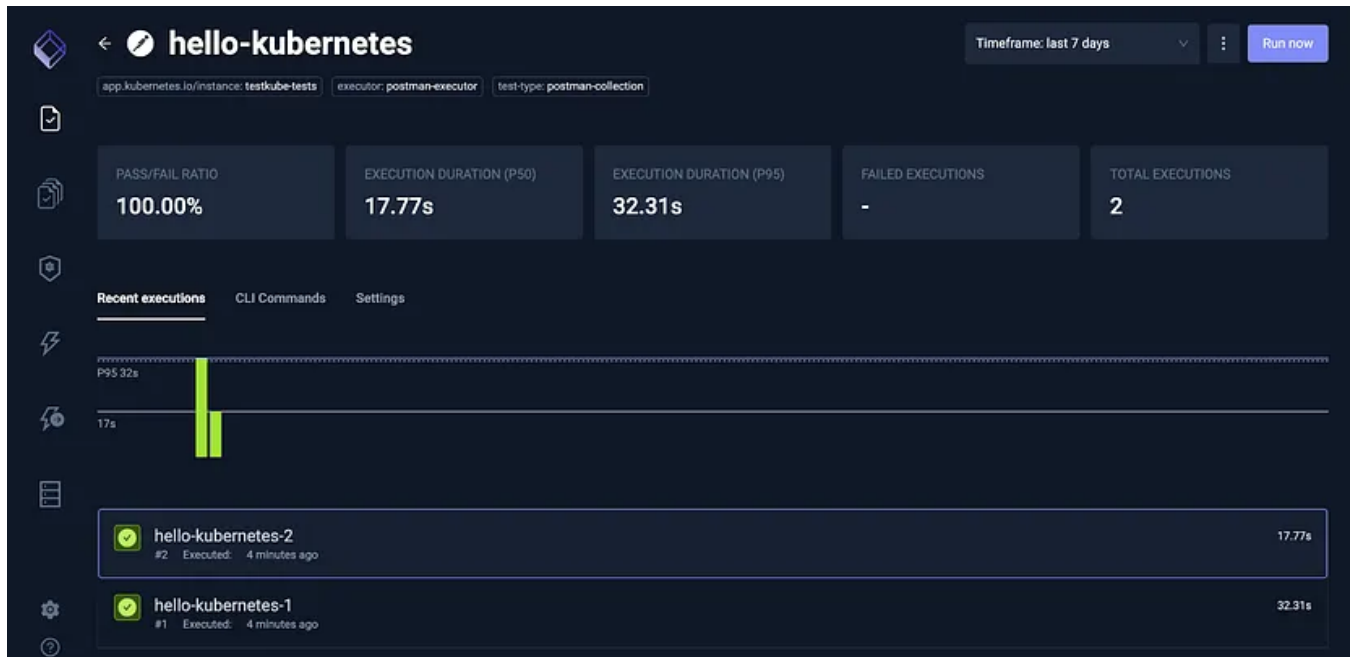 hello-kubernetes
Timeframe: last 7 days
Run now
app.kubernetes.io/instance: testkube-tests
executor: postman-executor
test-type: postman-collection
PASS/FAIL RATIO
100.00%
EXECUTION DURATION (P50)
17.77s
EXECUTION DURATION (P95)
32.31s
FAILED EXECUTIONS
-
TOTAL EXECUTIONS
2
Recent executions
CLI Commands
Settings
P95 32s
17s
hello-kubernetes-2
17.77s
#2 Executed: 4 minutes ago
hello-kubernetes-1
32.31s
#1 Executed: 4 minutes ago